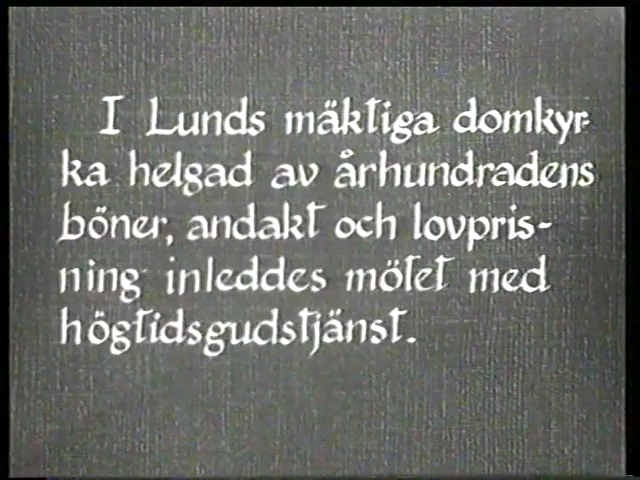 I Lunds mäktiga domkyr-
ka helgad av århundradens
böner, andakt och lovpris-
ning inleddes mötet med
högtidsgudstjänst.